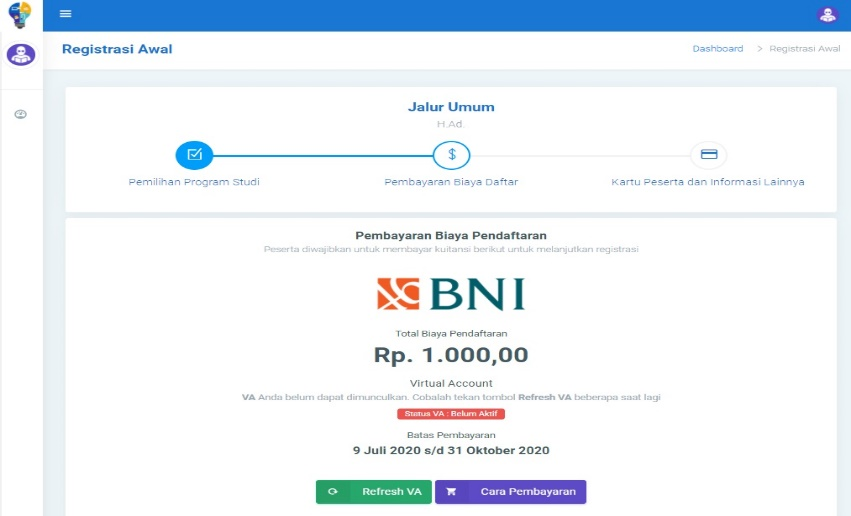 Registrasi Awal
Dashboard > Registrasi Awal
Jalur Umum
H.Ad
Pemilihan Program Studi
Pembayaran Biaya Daftar
Kartu Peserta dan Informasi Lainnya
Pembayaran Biaya Pendaftaran
Peserta diwajibkan untuk membayar kuitansi berikut untuk melanjutkan registrasi
BNI
Total Biaya Pendaftaran
Rp. 1.000,00
Virtual Account
VA Anda belum dapat dimunculkan. Cobalah tekan tombol Refresh VA beberapa saat lagi
Status VA : Belum Aktif
Batas Pembayaran
9 Juli 2020 s/d 31 Oktober 2020
Refresh VA
Cara Pembayaran